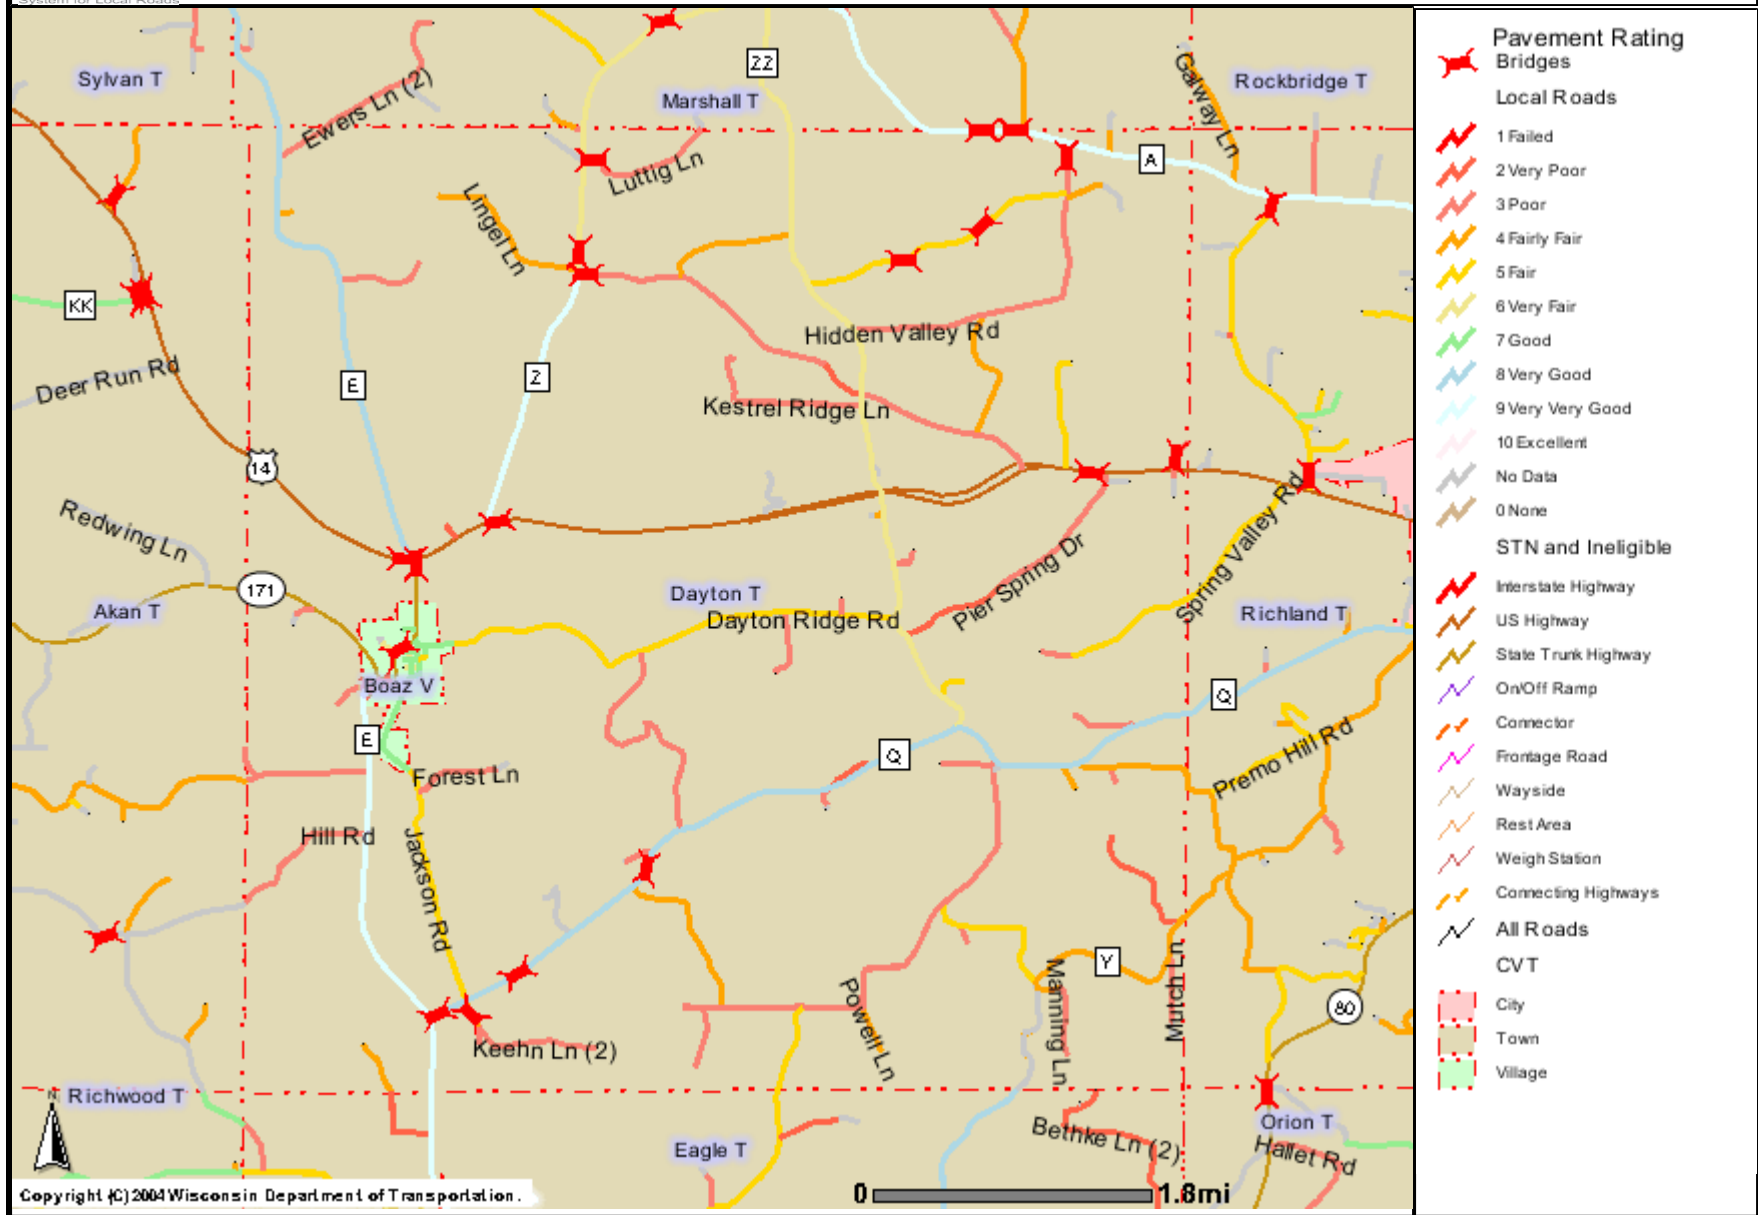 System for Local Roads
Sylvan T
ZZ
Marshall T
Galway Ln
Rockbridge T
Ewers Ln (2)
A
Luttig Ln
Lingel Ln
KK
Hidden Valley Rd
Deer Run Rd
E
Z
Kestrel Ridge Ln
14
Redwing Ln
Spring Valley Rd
171
Akan T
Dayton T
Pier Spring Dr
Dayton Ridge Rd
Richland T
Boaz V
Q
E
Q
Premo Hill Rd
Forest Ln
Hill Rd
Jackson Rd
Y
Manning Ln
Mutch Ln
Powell Ln
80
Keehn Ln (2)
N
Richwood T
Orion T
Bethke Ln (2)
Eagle T
Hallet Rd
Copyright (C) 2004 Wisconsin Department of Transportation.
0 1.8mi
Pavement Rating
Bridges
Local Roads
1 Failed
2 Very Poor
3 Poor
4 Fairly Fair
5 Fair
6 Very Fair
7 Good
8 Very Good
9 Very Very Good
10 Excellent
No Data
0 None
STN and Ineligible
Interstate Highway
US Highway
State Trunk Highway
On/Off Ramp
Connector
Frontage Road
Wayside
Rest Area
Weigh Station
Connecting Highways
All Roads
CVT
City
Town
Village